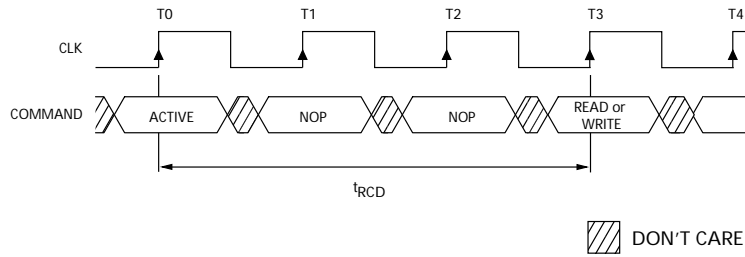 T0 T1 T2 T3 T4
CLK
COMMAND ACTIVE NOP NOP READ or
WRITE
tRCD
DON'T CARE